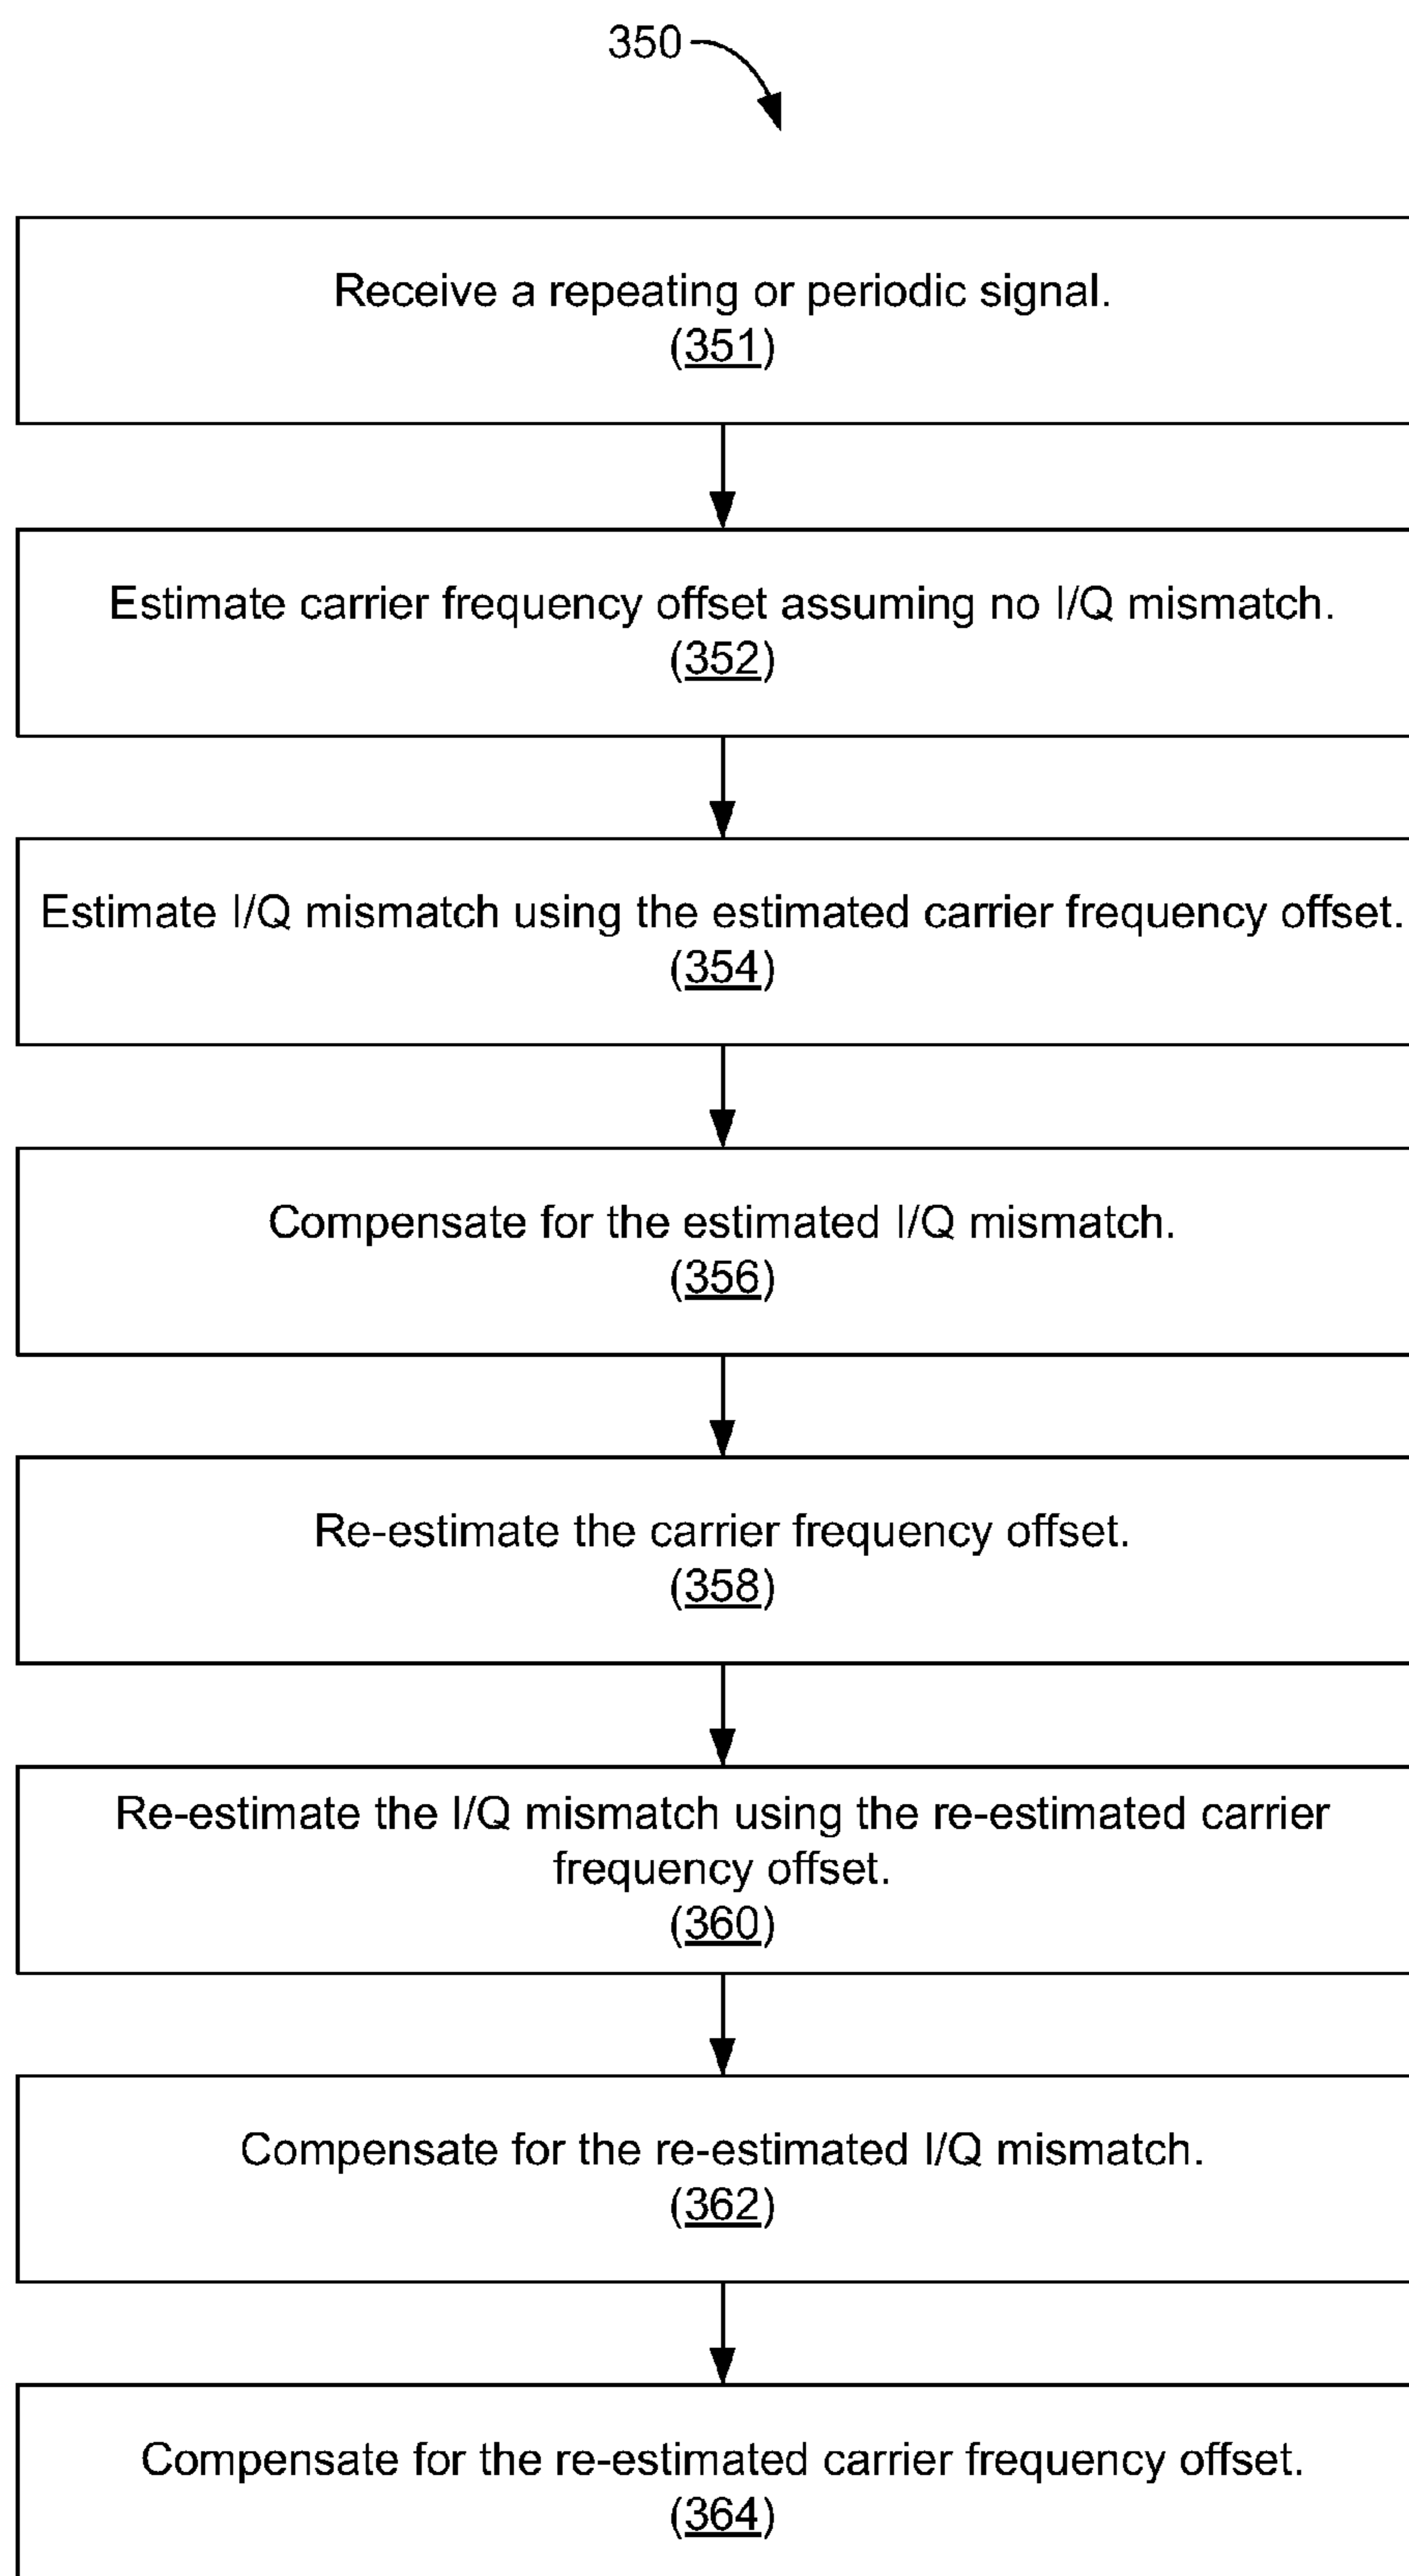 350
Receive a repeating or periodic signal.
(351)
Estimate carrier frequency offset assuming no I/Q mismatch.
(352)
Estimate I/Q mismatch using the estimated carrier frequency offset.
(354)
Compensate for the estimated I/Q mismatch.
(356)
Re-estimate the carrier frequency offset.
(358)
Re-estimate the I/Q mismatch using the re-estimated carrier
frequency offset.
(360)
Compensate for the re-estimated I/Q mismatch.
(362)
Compensate for the re-estimated carrier frequency offset.
(364)